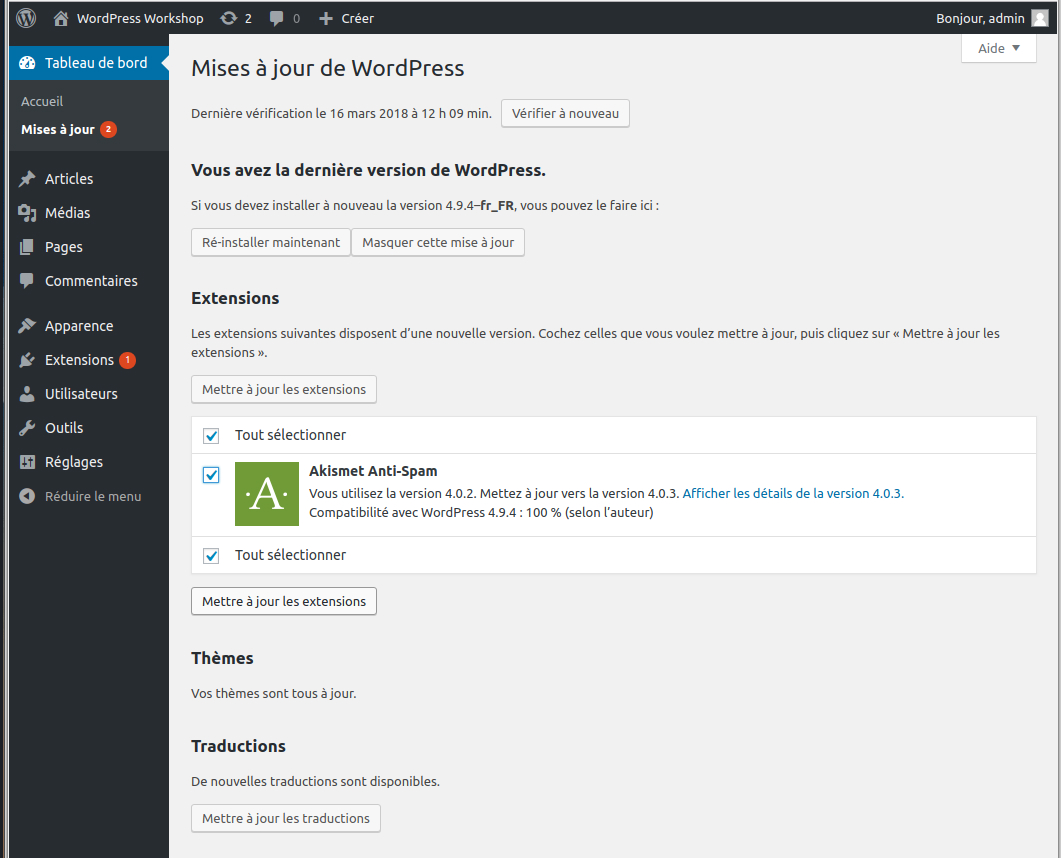 WordPress Workshop 2 0 Créer Bonjour, admin
Aide
Tableau de bord
Accueil
Mises à jour 2
Articles
Médias
Pages
Commentaires
Apparence
Extensions 1
Utilisateurs
Outils
Réglages
Réduire le menu
Mises à jour de WordPress
Dernière vérification le 16 mars 2018 à 12 h 09 min. Vérifier à nouveau
Vous avez la dernière version de WordPress.
Si vous devez installer à nouveau la version 4.9.4–fr_FR, vous pouvez le faire ici :
Ré-installer maintenant Masquer cette mise à jour
Extensions
Les extensions suivantes disposent d’une nouvelle version. Cochez celles que vous voulez mettre à jour, puis cliquez sur « Mettre à jour les
extensions ».
Mettre à jour les extensions
Tout sélectionner
·A·
Akismet Anti-Spam
Vous utilisez la version 4.0.2. Mettez à jour vers la version 4.0.3. Afficher les détails de la version 4.0.3.
Compatibilité avec WordPress 4.9.4 : 100 % (selon l’auteur)
Tout sélectionner
Mettre à jour les extensions
Thèmes
Vos thèmes sont tous à jour.
Traductions
De nouvelles traductions sont disponibles.
Mettre à jour les traductions